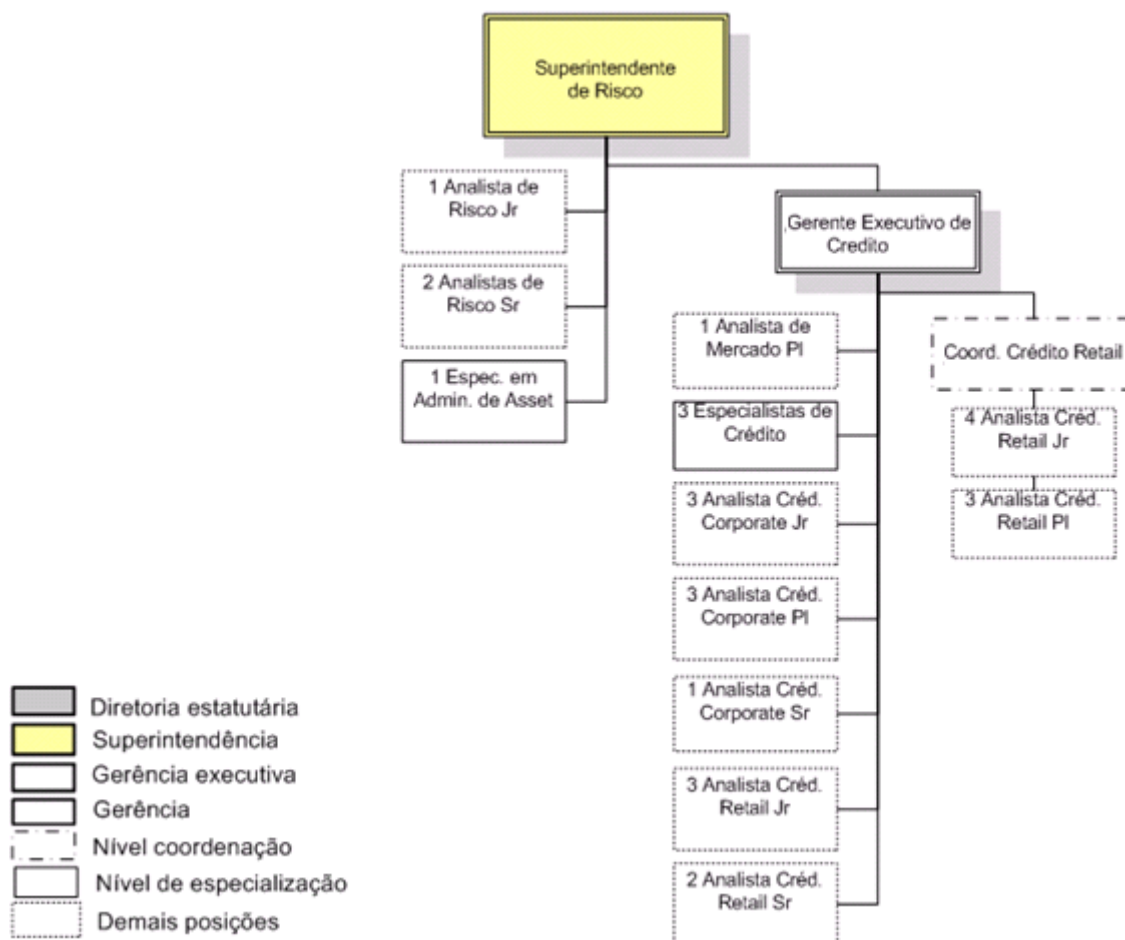 Superintendente
de Risco
1 Analista de
Risco Jr
2 Analistas de
Risco Sr
1 Espec. em
Admin. de Asset
Gerente Executivo de
Credito
1 Analista de
Mercado Pl
3 Especialistas de
Crédito
3 Analista Créd.
Corporate Jr
3 Analista Créd.
Corporate Pl
1 Analista Créd.
Corporate Sr
3 Analista Créd.
Retail Jr
2 Analista Créd.
Retail Sr
Coord. Crédito Retail
4 Analista Créd.
Retail Jr
3 Analista Créd.
Retail Pl
Diretoria estatutária
Superintendência
Gerência executiva
Gerência
Nível coordenação
Nível de especialização
Demais posições